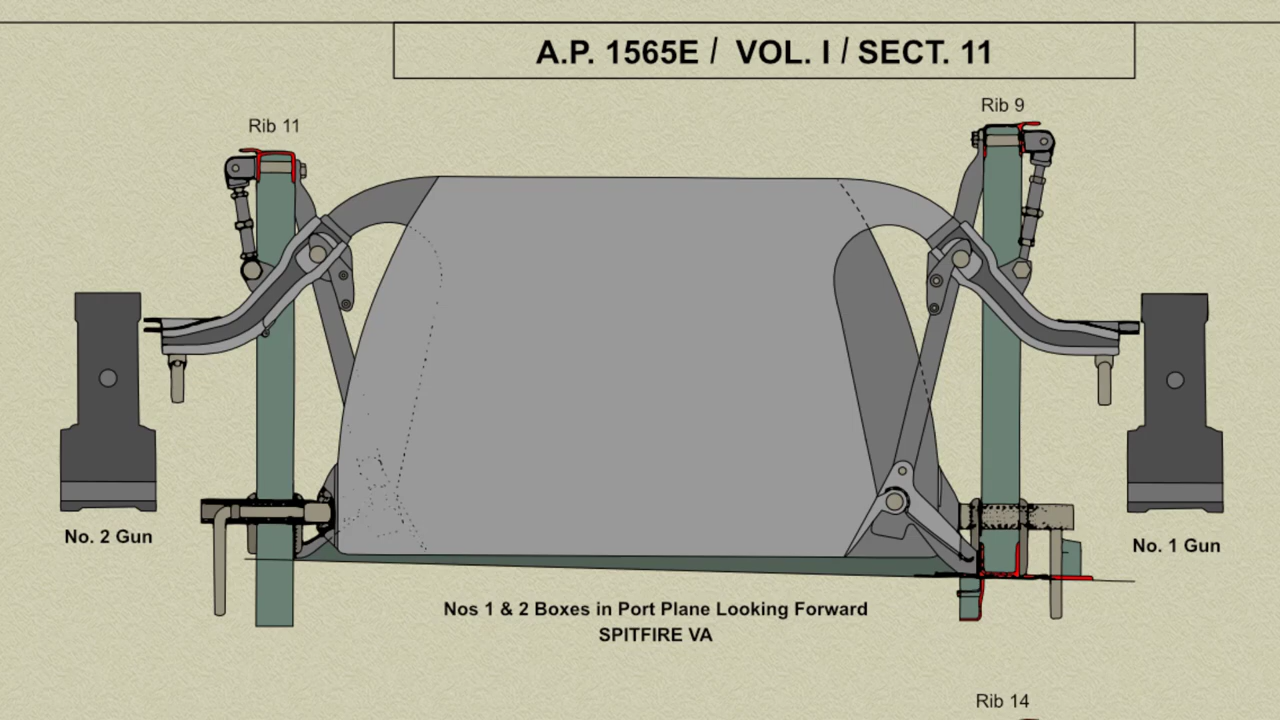 A.P. 1565E / VOL. I / SECT. 11
Rib 11
Rib 9
No. 2 Gun
No. 1 Gun
Nos 1 & 2 Boxes in Port Plane Looking Forward
SPITFIRE VA
Rib 14